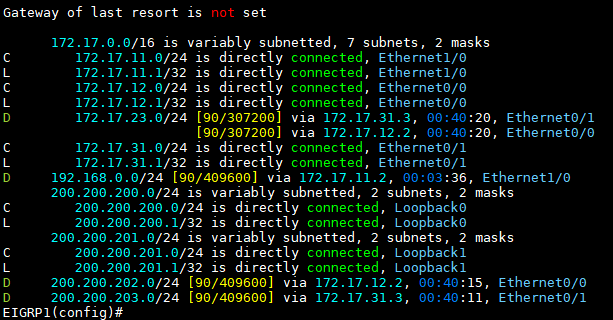 Gateway of last resort is not set
172.17.0.0/16 is variably subnetted, 7 subnets, 2 masks
C 172.17.11.0/24 is directly connected, Ethernet1/0
L 172.17.11.1/32 is directly connected, Ethernet1/0
C 172.17.12.0/24 is directly connected, Ethernet0/0
L 172.17.12.1/32 is directly connected, Ethernet0/0
D 172.17.23.0/24 [90/307200] via 172.17.31.3, 00:40:20, Ethernet0/1
[90/307200] via 172.17.12.2, 00:40:20, Ethernet0/0
C 172.17.31.0/24 is directly connected, Ethernet0/1
L 172.17.31.1/32 is directly connected, Ethernet0/1
D 192.168.0.0/24 [90/409600] via 172.17.11.2, 00:03:36, Ethernet1/0
200.200.200.0/24 is variably subnetted, 2 subnets, 2 masks
C 200.200.200.0/24 is directly connected, Loopback0
L 200.200.200.1/32 is directly connected, Loopback0
200.200.201.0/24 is variably subnetted, 2 subnets, 2 masks
C 200.200.201.0/24 is directly connected, Loopback1
L 200.200.201.1/32 is directly connected, Loopback1
D 200.200.202.0/24 [90/409600] via 172.17.12.2, 00:40:15, Ethernet0/0
D 200.200.203.0/24 [90/409600] via 172.17.31.3, 00:40:11, Ethernet0/1
EIGRP1(config)#